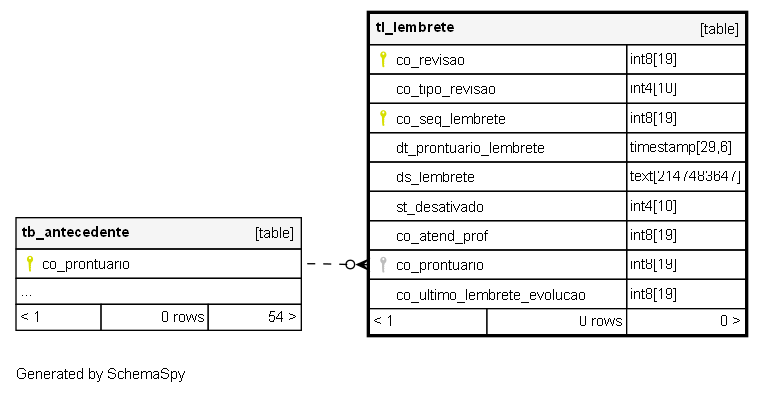 tl_lembrete [table]
co_revisao int8[19]
co_tipo_revisao int4[10]
co_seq_lembrete int8[19]
dt_prontuario_lembrete timestamp[29,6]
ds_lembrete text[2147483647]
st_desativado int4[10]
co_atend_prof int8[19]
co_prontuario int8[19]
co_ultimo_lembrete_evolucao int8[19]
< 1 0 rows 0 >
tb_antecedente [table]
co_prontuario
...
< 1 0 rows 54 >
Generated by SchemaSpy